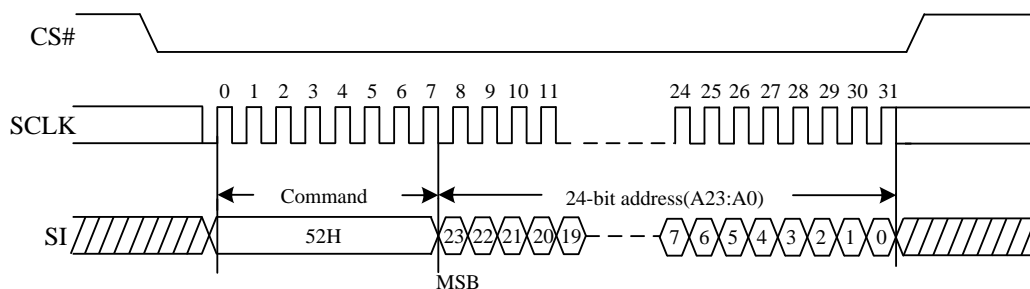 CS#
0 1 2 3 4 5 6 7 8 9 10 11 24 25 26 27 28 29 30 31
SCLK
Command 24-bit address(A23:A0)
SI 52H 23 22 21 20 19 7 6 5 4 3 2 1 0
MSB